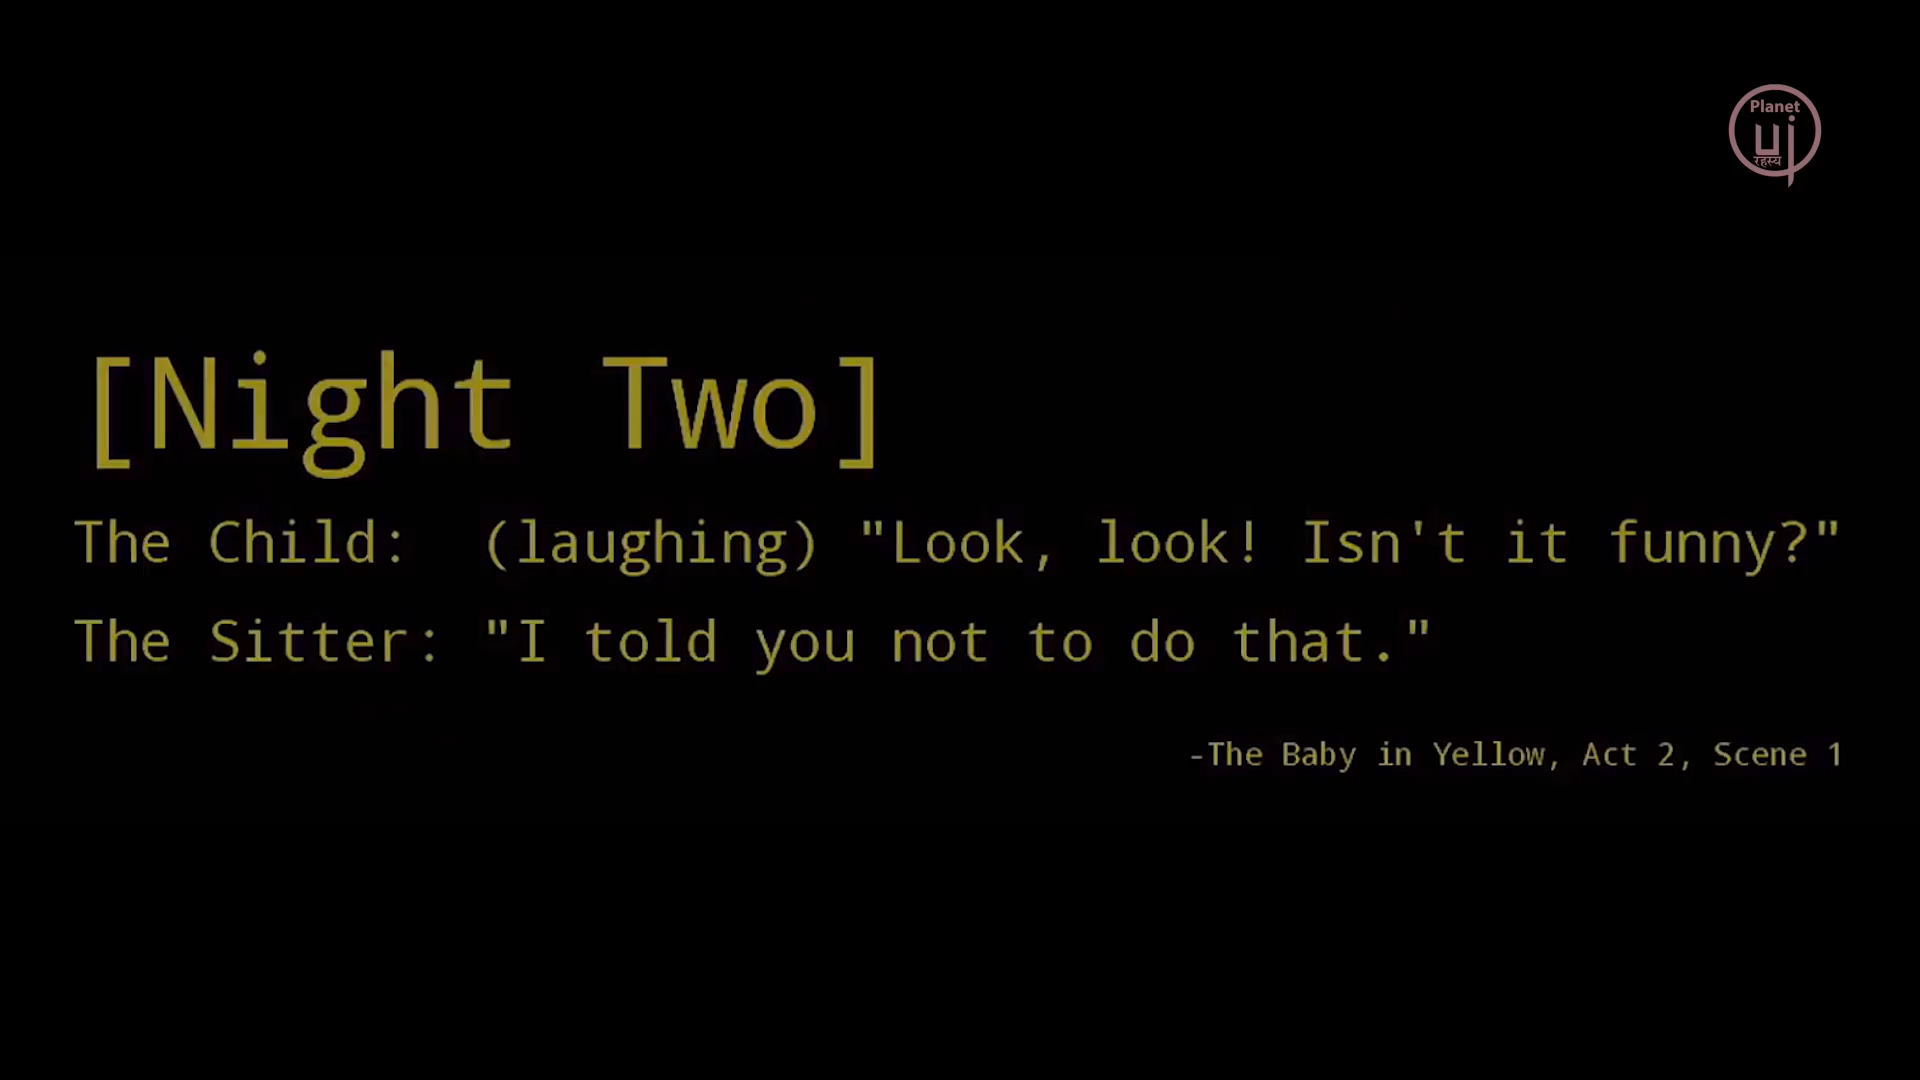 Planet
uj
रहस्य
[Night Two]
The Child:  (laughing) "Look, look! Isn't it funny?"
The Sitter: "I told you not to do that."
-The Baby in Yellow, Act 2, Scene 1